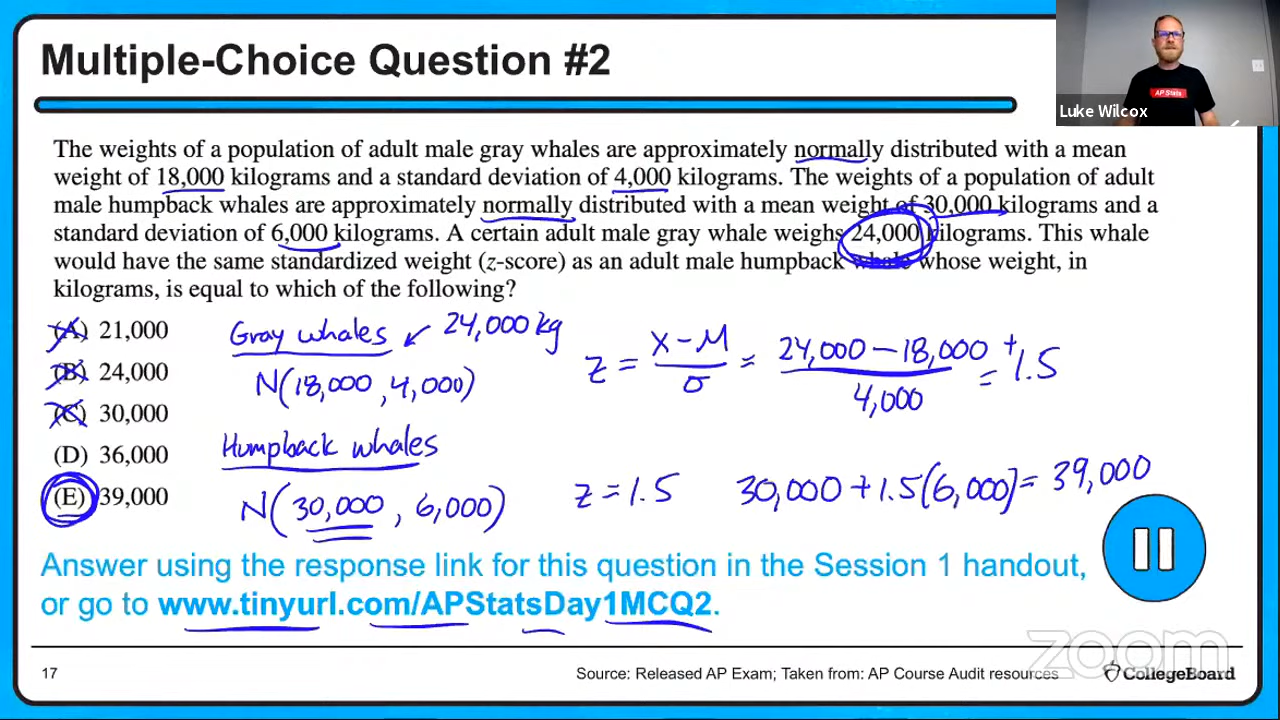 Multiple-Choice Question #2
AP Stats
Luke Wilcox
The weights of a population of adult male gray whales are approximately normally distributed with a mean
weight of 18,000 kilograms and a standard deviation of 4,000 kilograms. The weights of a population of adult
male humpback whales are approximately normally distributed with a mean weight of 30,000 kilograms and a
standard deviation of 6,000 kilograms. A certain adult male gray whale weighs 24,000 kilograms. This whale
would have the same standardized weight (z-score) as an adult male humpback whale whose weight, in
kilograms, is equal to which of the following?
(A) 21,000
(B) 24,000
(C) 30,000
(D) 36,000
(E) 39,000
Gray whales ↙ 24,000 kg
N(18,000, 4,000)
z = x - μ / σ = 24,000 - 18,000 / 4,000 = +1.5
Humpback whales
N(30,000, 6,000)
z = 1.5
30,000 + 1.5(6,000) = 39,000
Answer using the response link for this question in the Session 1 handout,
or go to www.tinyurl.com/APStatsDay1MCQ2.
17
Source: Released AP Exam; Taken from: AP Course Audit resources
zoom
CollegeBoard